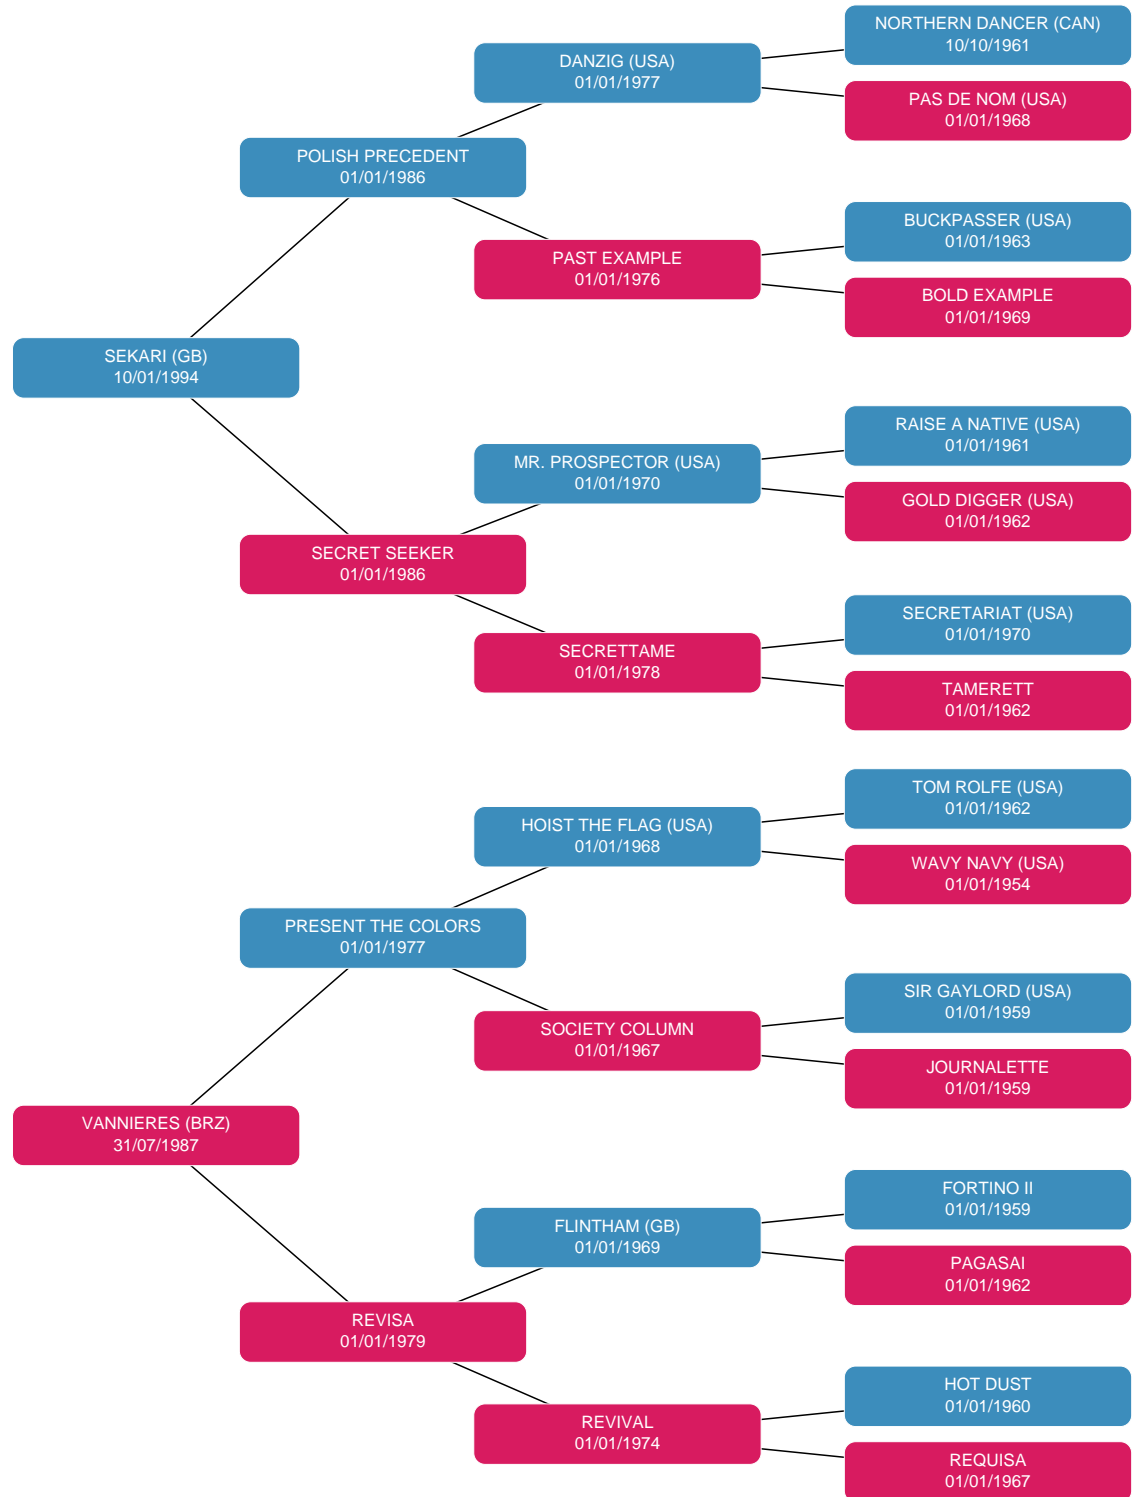 NORTHERN DANCER (CAN)
10/10/1961
DANZIG (USA)
01/01/1977
PAS DE NOM (USA)
01/01/1968
POLISH PRECEDENT
01/01/1986
BUCKPASSER (USA)
01/01/1963
PAST EXAMPLE
01/01/1976
BOLD EXAMPLE
01/01/1969
SEKARI (GB)
10/01/1994
RAISE A NATIVE (USA)
01/01/1961
MR. PROSPECTOR (USA)
01/01/1970
GOLD DIGGER (USA)
01/01/1962
SECRET SEEKER
01/01/1986
SECRETARIAT (USA)
01/01/1970
SECRETTAME
01/01/1978
TAMERETT
01/01/1962
TOM ROLFE (USA)
01/01/1962
HOIST THE FLAG (USA)
01/01/1968
WAVY NAVY (USA)
01/01/1954
PRESENT THE COLORS
01/01/1977
SIR GAYLORD (USA)
01/01/1959
SOCIETY COLUMN
01/01/1967
JOURNALETTE
01/01/1959
VANNIERES (BRZ)
31/07/1987
FORTINO II
01/01/1959
FLINTHAM (GB)
01/01/1969
PAGASAI
01/01/1962
REVISA
01/01/1979
HOT DUST
01/01/1960
REVIVAL
01/01/1974
REQUISA
01/01/1967